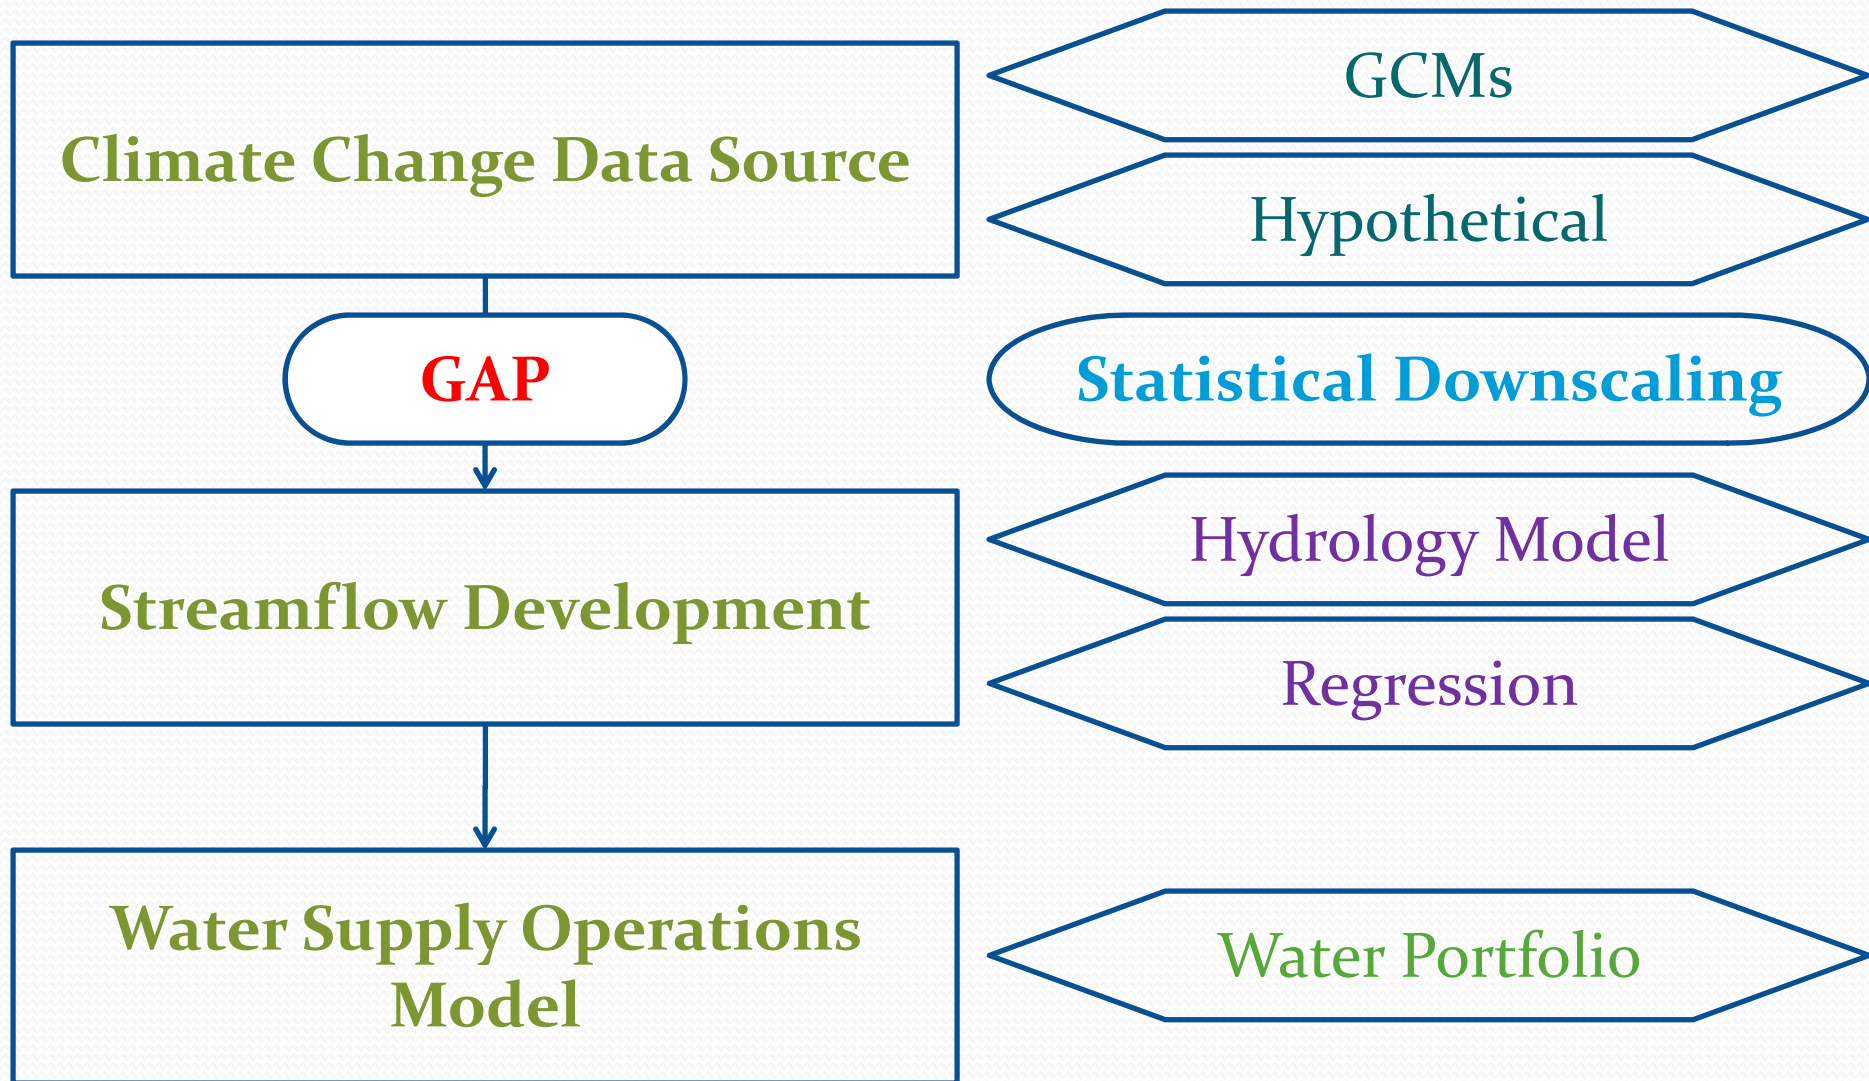 Climate Change Data Source
GCMs
Hypothetical
GAP
Statistical Downscaling
Streamflow Development
Hydrology Model
Regression
Water Supply Operations
Model
Water Portfolio